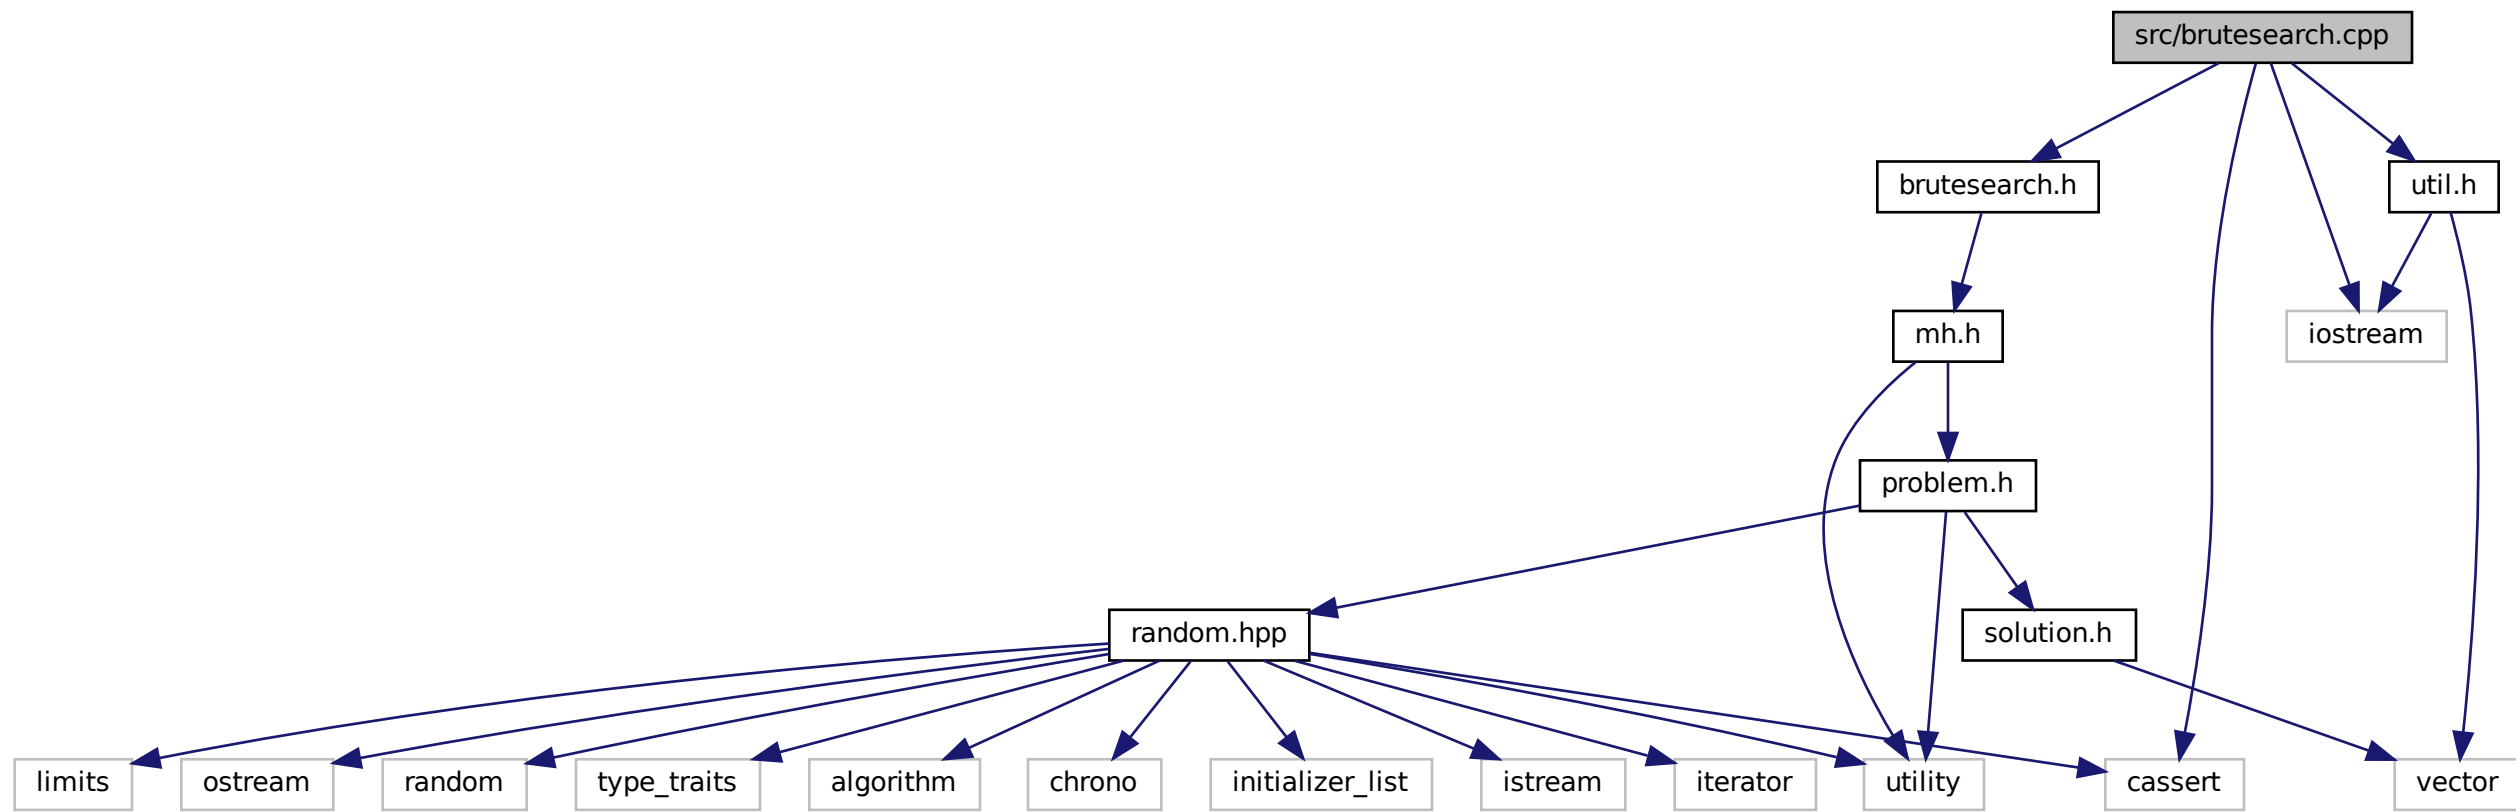 src/brutesearch.cpp
brutesearch.h
util.h
mh.h
iostream
problem.h
random.hpp
solution.h
limits
ostream
random
type_traits
algorithm
chrono
initializer_list
istream
iterator
utility
cassert
vector